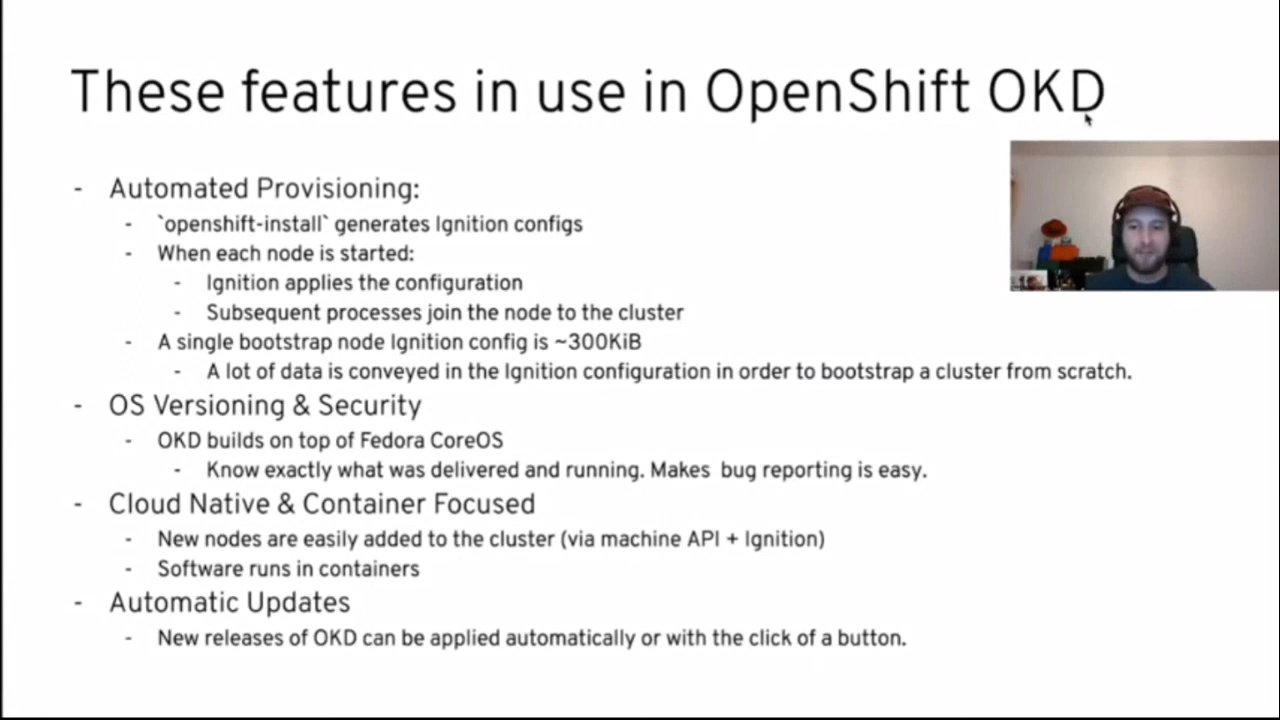 These features in use in OpenShift OKD
- Automated Provisioning:
- `openshift-install` generates Ignition configs
- When each node is started:
- Ignition applies the configuration
- Subsequent processes join the node to the cluster
- A single bootstrap node Ignition config is ~300KiB
- A lot of data is conveyed in the Ignition configuration in order to bootstrap a cluster from scratch.
- OS Versioning & Security
- OKD builds on top of Fedora CoreOS
- Know exactly what was delivered and running. Makes  bug reporting is easy.
- Cloud Native & Container Focused
- New nodes are easily added to the cluster (via machine API + Ignition)
- Software runs in containers
- Automatic Updates
- New releases of OKD can be applied automatically or with the click of a button.